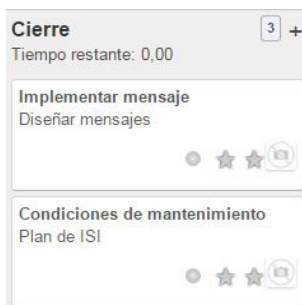 Cierre 3 +
Tiempo restante: 0,00
Implementar mensaje
Diseñar mensajes
Condiciones de mantenimiento
Plan de ISI